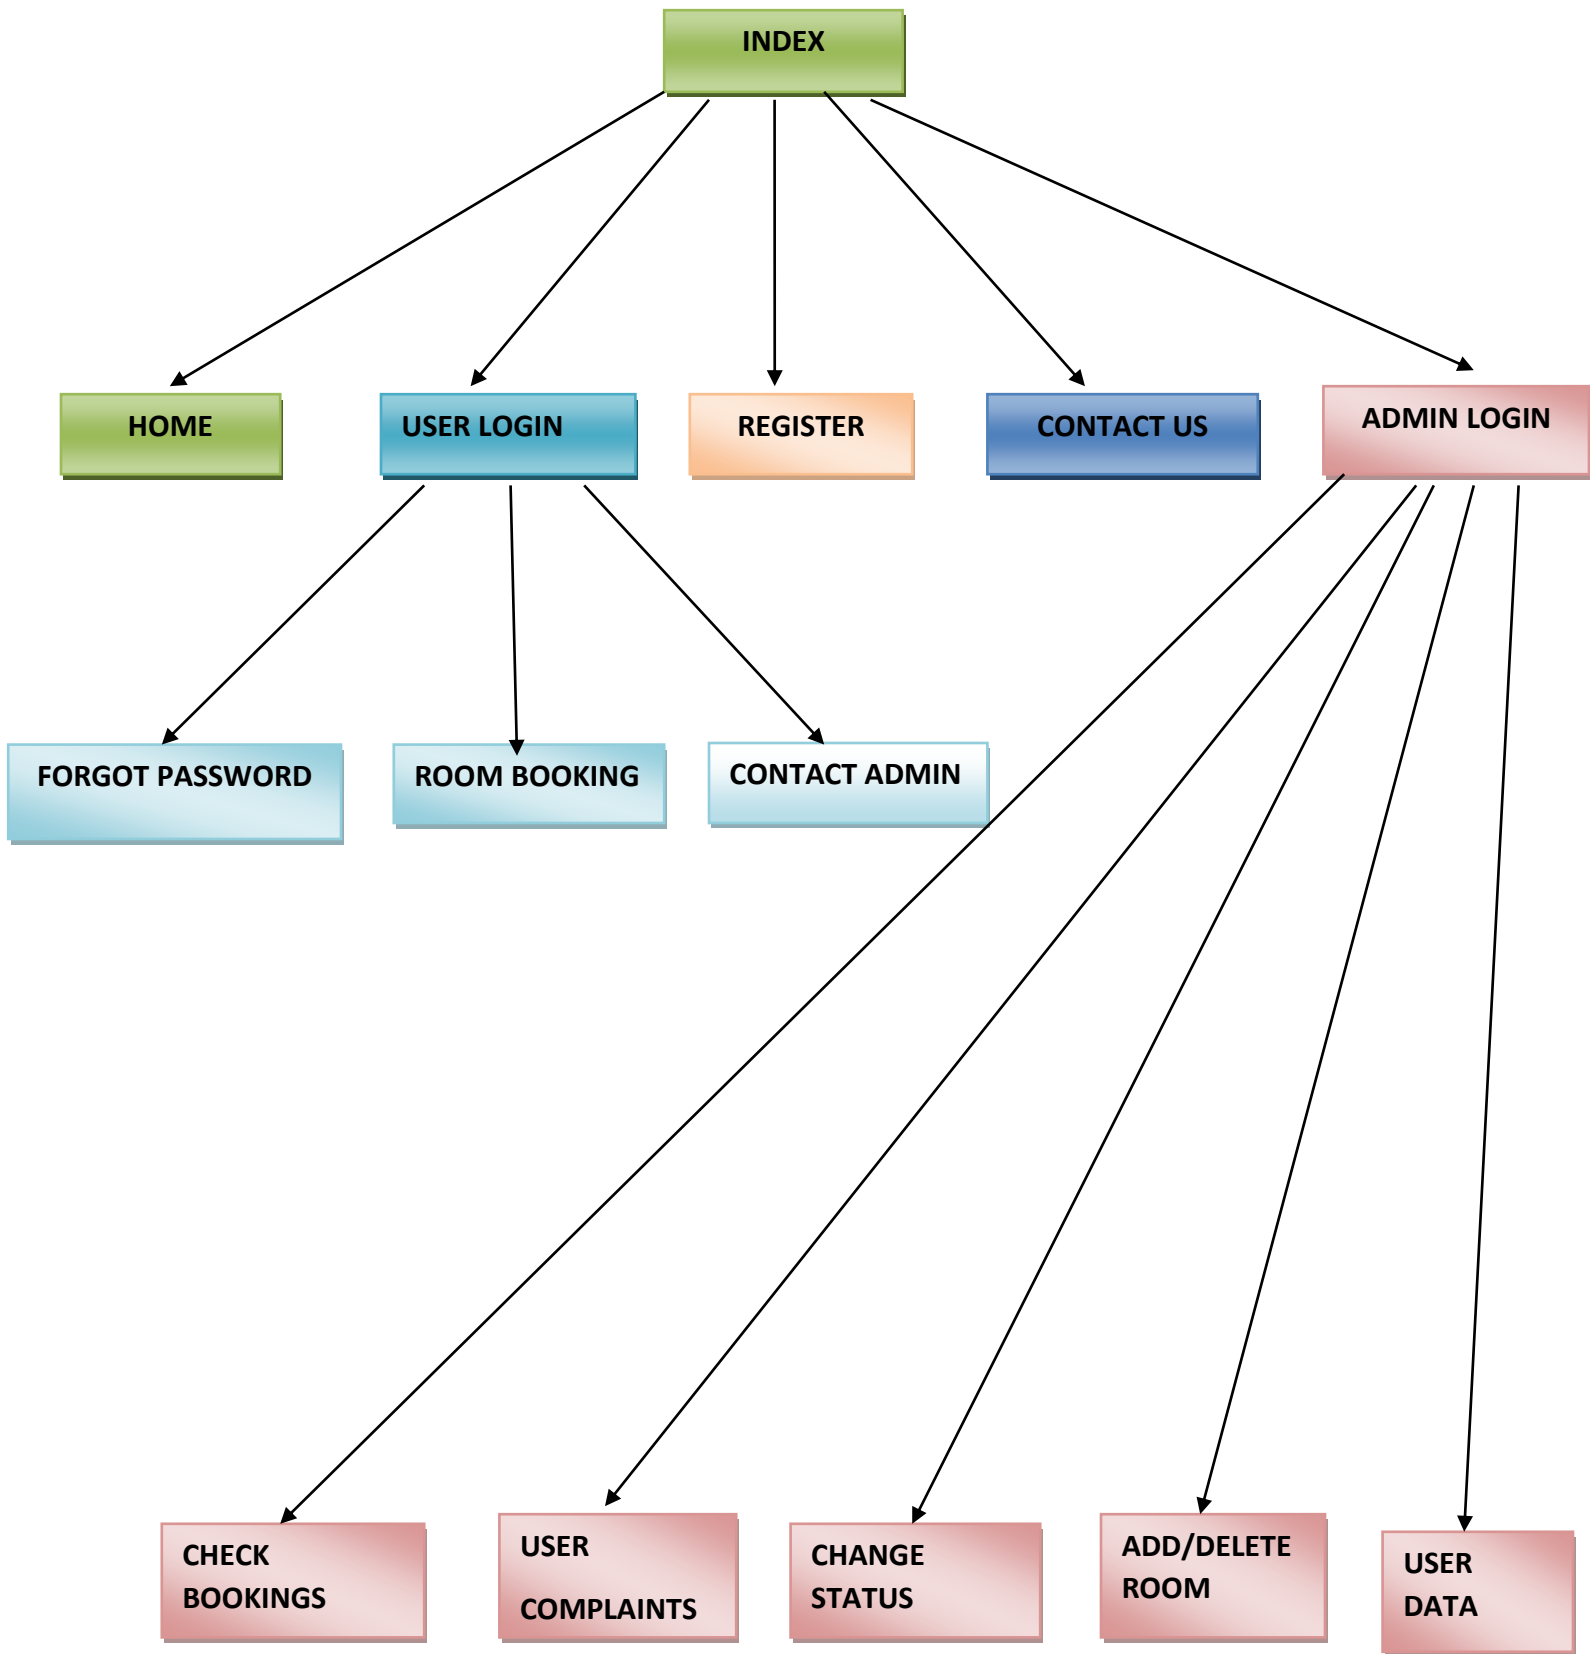 INDEX
HOME
USER LOGIN
REGISTER
CONTACT US
ADMIN LOGIN
FORGOT PASSWORD
ROOM BOOKING
CONTACT ADMIN
CHECK
BOOKINGS
USER
COMPLAINTS
CHANGE
STATUS
ADD/DELETE
ROOM
USER
DATA